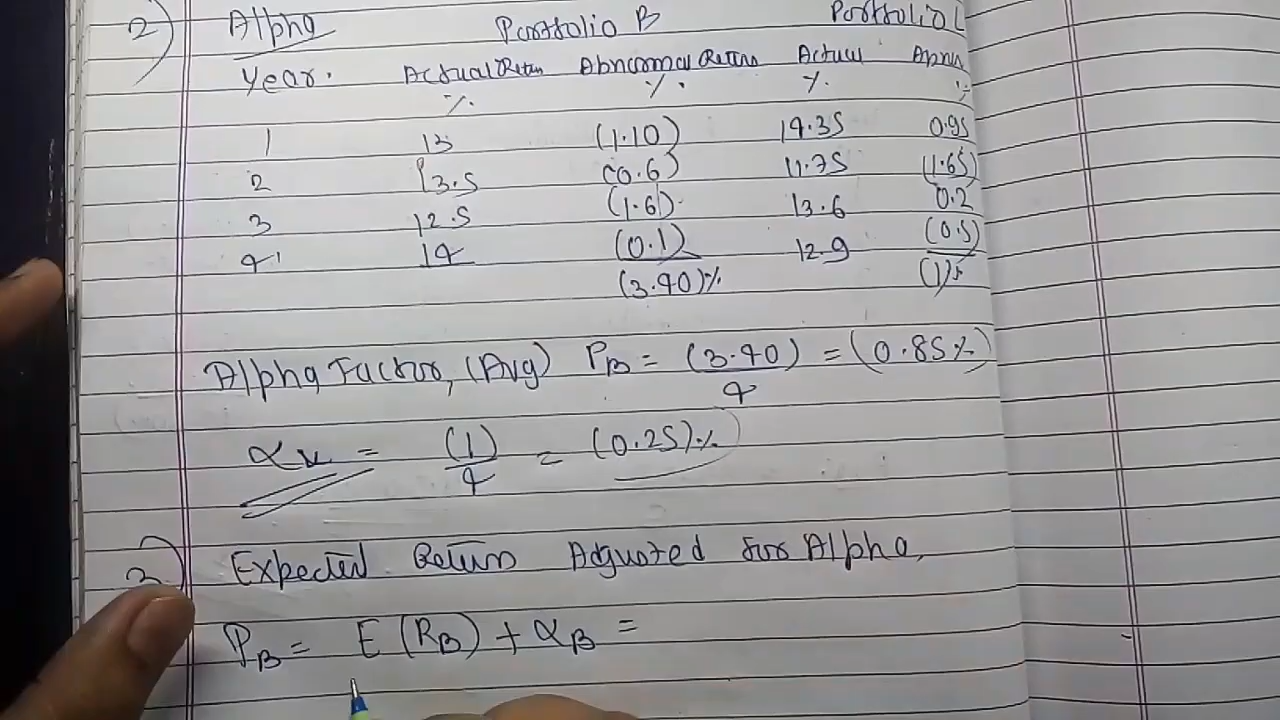 2) Alpha Portfolio B Portfolio L
Year. Actual Return Abnormal Return Actual Abnor
% %. %. %
1 13 (1.10) 14.35 0.95
2 13.5 (0.6) 11.75 (1.65)
3 12.5 (1.6) 13.6 0.2
4 14 (0.1) 12.9 (0.5)
(3.40)% (1)%
Alpha Factor, (Avg) PB = (3.40) = (0.85%)
4
= (1) = (0.25)%
4
Expected Return Adjusted For Alpha,
PB = E (RB) + αB =